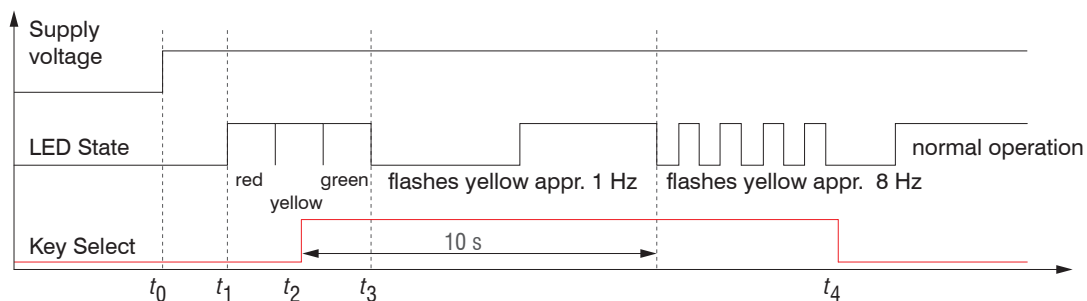 Supply
voltage
LED State
normal operation
red
green
flashes yellow appr. 1 Hz
flashes yellow appr. 8 Hz
yellow
Key Select
10 s
t0
t1
t2
t3
t4